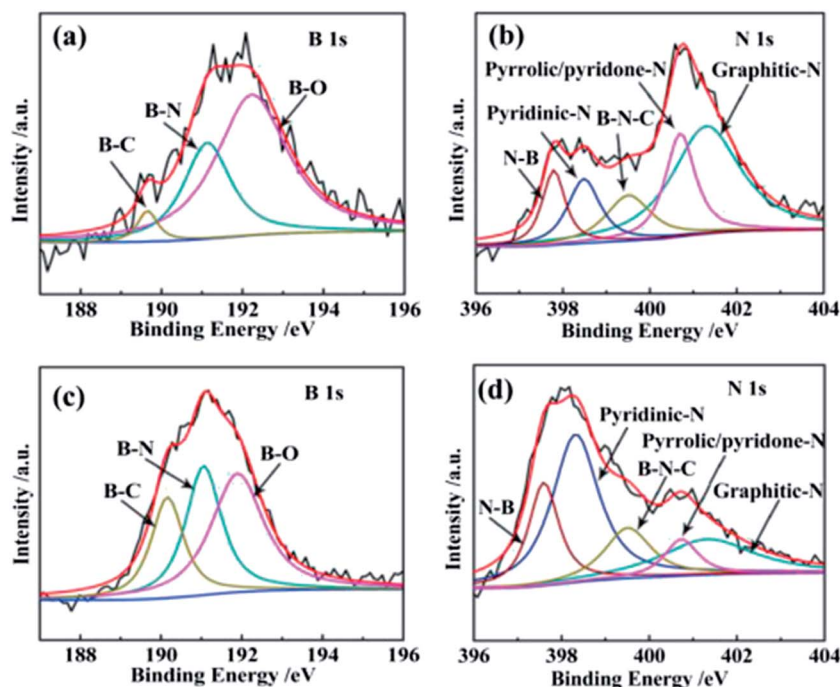 (a)
B 1s
B-O
B-N
B-C
Intensity /a.u.
188 190 192 194 196
Binding Energy /eV
(b)
N 1s
Pyrrolic/pyridone-N
Graphitic-N
Pyridinic-N
B-N-C
N-B
Intensity /a.u.
396 398 400 402 404
Binding Energy /eV
(c)
B 1s
B-N
B-O
B-C
Intensity /a.u.
188 190 192 194 196
Binding Energy /eV
(d)
N 1s
Pyridinic-N
Pyrrolic/pyridone-N
B-N-C
Graphitic-N
N-B
Intensity /a.u.
396 398 400 402 404
Binding Energy /eV